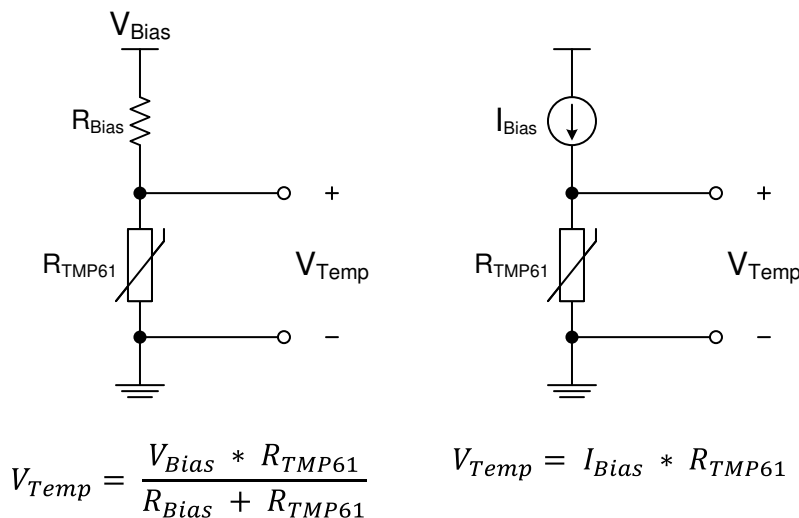 V_Bias
R_Bias
+
R_TMP61
V_Temp
−
V_Temp = V_Bias * R_TMP61 / R_Bias + R_TMP61
I_Bias
+
R_TMP61
V_Temp
−
V_Temp = I_Bias * R_TMP61